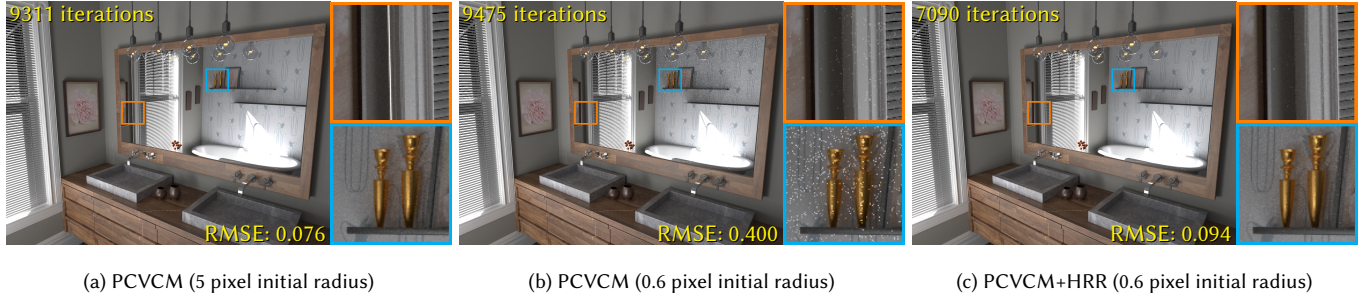 9311 iterations
RMSE: 0.076
9475 iterations
RMSE: 0.400
7090 iterations
RMSE: 0.094
(a) PCVCM (5 pixel initial radius)
(b) PCVCM (0.6 pixel initial radius)
(c) PCVCM+HRR (0.6 pixel initial radius)